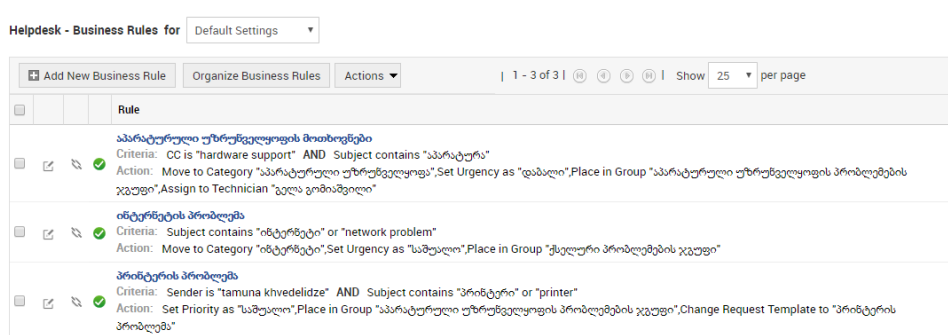 Helpdesk - Business Rules for Default Settings
Add New Business Rule Organize Business Rules Actions | 1 - 3 of 3 | | Show 25 per page
Rule
აპარატურული უზრუნველყოფის მოთხოვნები
Criteria: CC is "hardware support" AND Subject contains "აპარატურა"
Action: Move to Category "აპარატურული უზრუნველყოფა",Set Urgency as "დაბალი",Place in Group "აპარატურული უზრუნველყოფის პრობლემების
ჯგუფი",Assign to Technician "გელა გომიაშვილი"
ინტერნეტის პრობლემა
Criteria: Subject contains "ინტერნეტი" or "network problem"
Action: Move to Category "ინტერნეტი",Set Urgency as "საშუალო",Place in Group "ქსელური პრობლემების ჯგუფი"
პრინტერის პრობლემა
Criteria: Sender is "tamuna khvedelidze" AND Subject contains "პრინტერი" or "printer"
Action: Set Priority as "საშუალო",Place in Group "აპარატურული უზრუნველყოფის პრობლემების ჯგუფი",Change Request Template to "პრინტერის
პრობლემა"